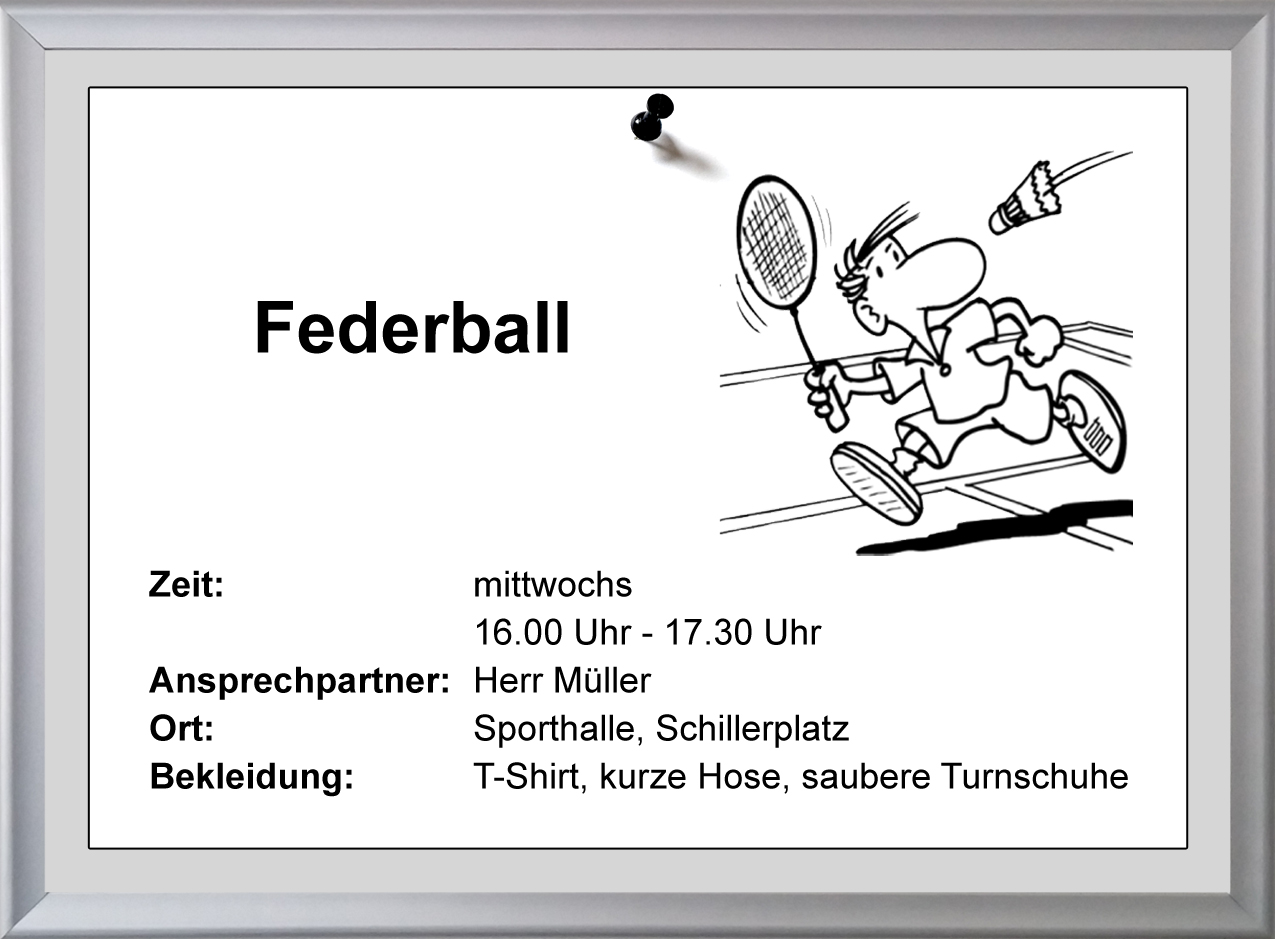 Federball
Zeit: mittwochs
16.00 Uhr - 17.30 Uhr
Ansprechpartner: Herr Müller
Ort: Sporthalle, Schillerplatz
Bekleidung: T-Shirt, kurze Hose, saubere Turnschuhe